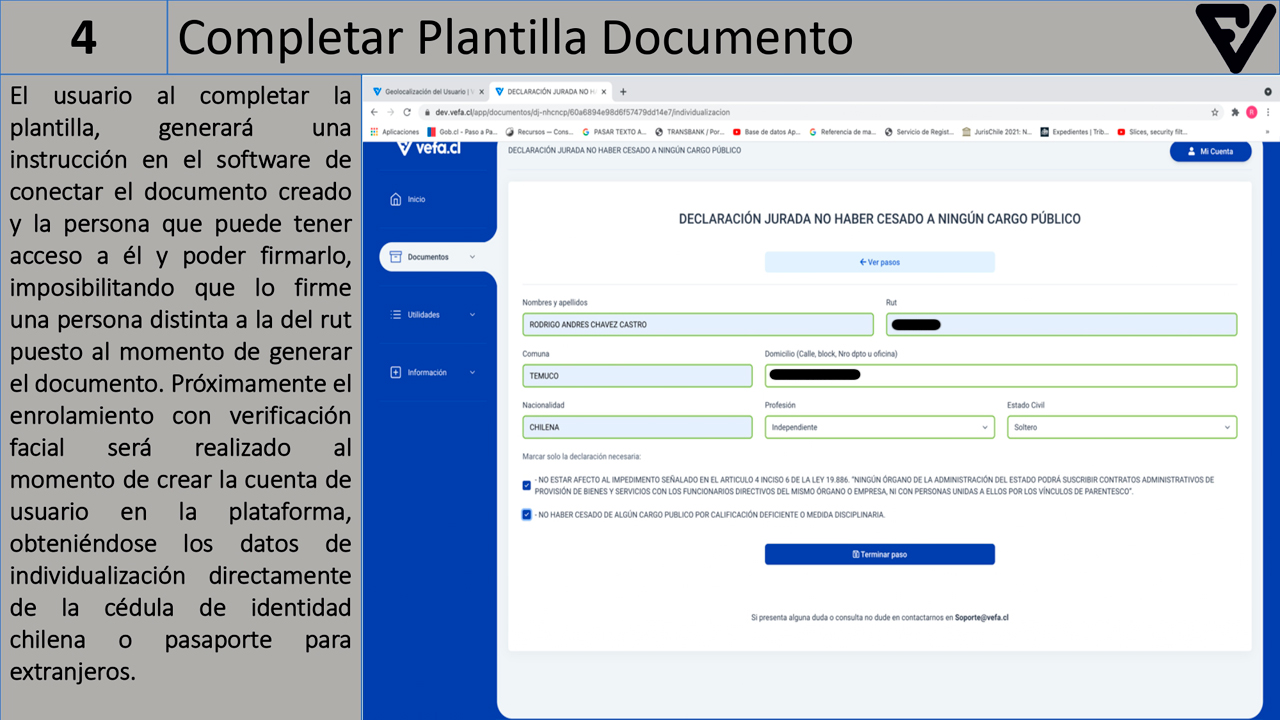 4
Completar Plantilla Documento
El usuario al completar la
plantilla, generará una
instrucción en el software de
conectar el documento creado
y la persona que puede tener
acceso a él y poder firmarlo,
imposibilitando que lo firme
una persona distinta a la del rut
puesto al momento de generar
el documento. Próximamente el
enrolamiento con verificación
facial será realizado al
momento de crear la cuenta de
usuario en la plataforma,
obteniéndose los datos de
individualización directamente
de la cédula de identidad
chilena o pasaporte para
extranjeros.
Geolocalización del Usuario |
DECLARACIÓN JURADA NO H
dev.vefa.cl/app/documentos/dj-nhcncp/60a6894e98d6f57479dd14e7/individualizacion
Aplicaciones Gob.cl - Paso a Pa... Recursos — Cons... PASAR TEXTO A... TRANSBANK / Por... Base de datos Ap... Referencia de ma... Servicio de Regist... JurisChile 2021: N... Expedientes | Trib... Slices, security filt...
vefa.cl
DECLARACIÓN JURADA NO HABER CESADO A NINGÚN CARGO PÚBLICO
Mi Cuenta
Inicio
Documentos
Utilidades
Información
DECLARACIÓN JURADA NO HABER CESADO A NINGÚN CARGO PÚBLICO
Ver pasos
Nombres y apellidos Rut
RODRIGO ANDRES CHAVEZ CASTRO
Comuna Domicilio (Calle, block, Nro dpto u oficina)
TEMUCO
Nacionalidad Profesión Estado Civil
CHILENA Independiente Soltero
Marcar solo la declaración necesaria:
- NO ESTAR AFECTO AL IMPEDIMENTO SEÑALADO EN EL ARTICULO 4 INCISO 6 DE LA LEY 19.886. "NINGÚN ÓRGANO DE LA ADMINISTRACIÓN DEL ESTADO PODRÁ SUSCRIBIR CONTRATOS ADMINISTRATIVOS DE
PROVISIÓN DE BIENES Y SERVICIOS CON LOS FUNCIONARIOS DIRECTIVOS DEL MISMO ÓRGANO O EMPRESA, NI CON PERSONAS UNIDAS A ELLOS POR LOS VÍNCULOS DE PARENTESCO".
- NO HABER CESADO DE ALGÚN CARGO PUBLICO POR CALIFICACIÓN DEFICIENTE O MEDIDA DISCIPLINARIA.
Terminar paso
Si presenta alguna duda o consulta no dude en contactarnos en Soporte@vefa.cl